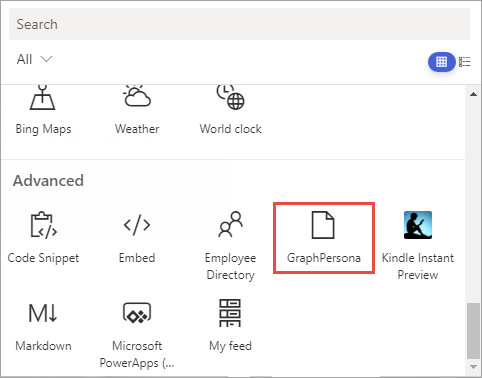 Search
All
Bing Maps
Weather
World clock
Advanced
Code Snippet
Embed
Employee
Directory
GraphPersona
Kindle Instant
Preview
Markdown
Microsoft
PowerApps (...
My feed